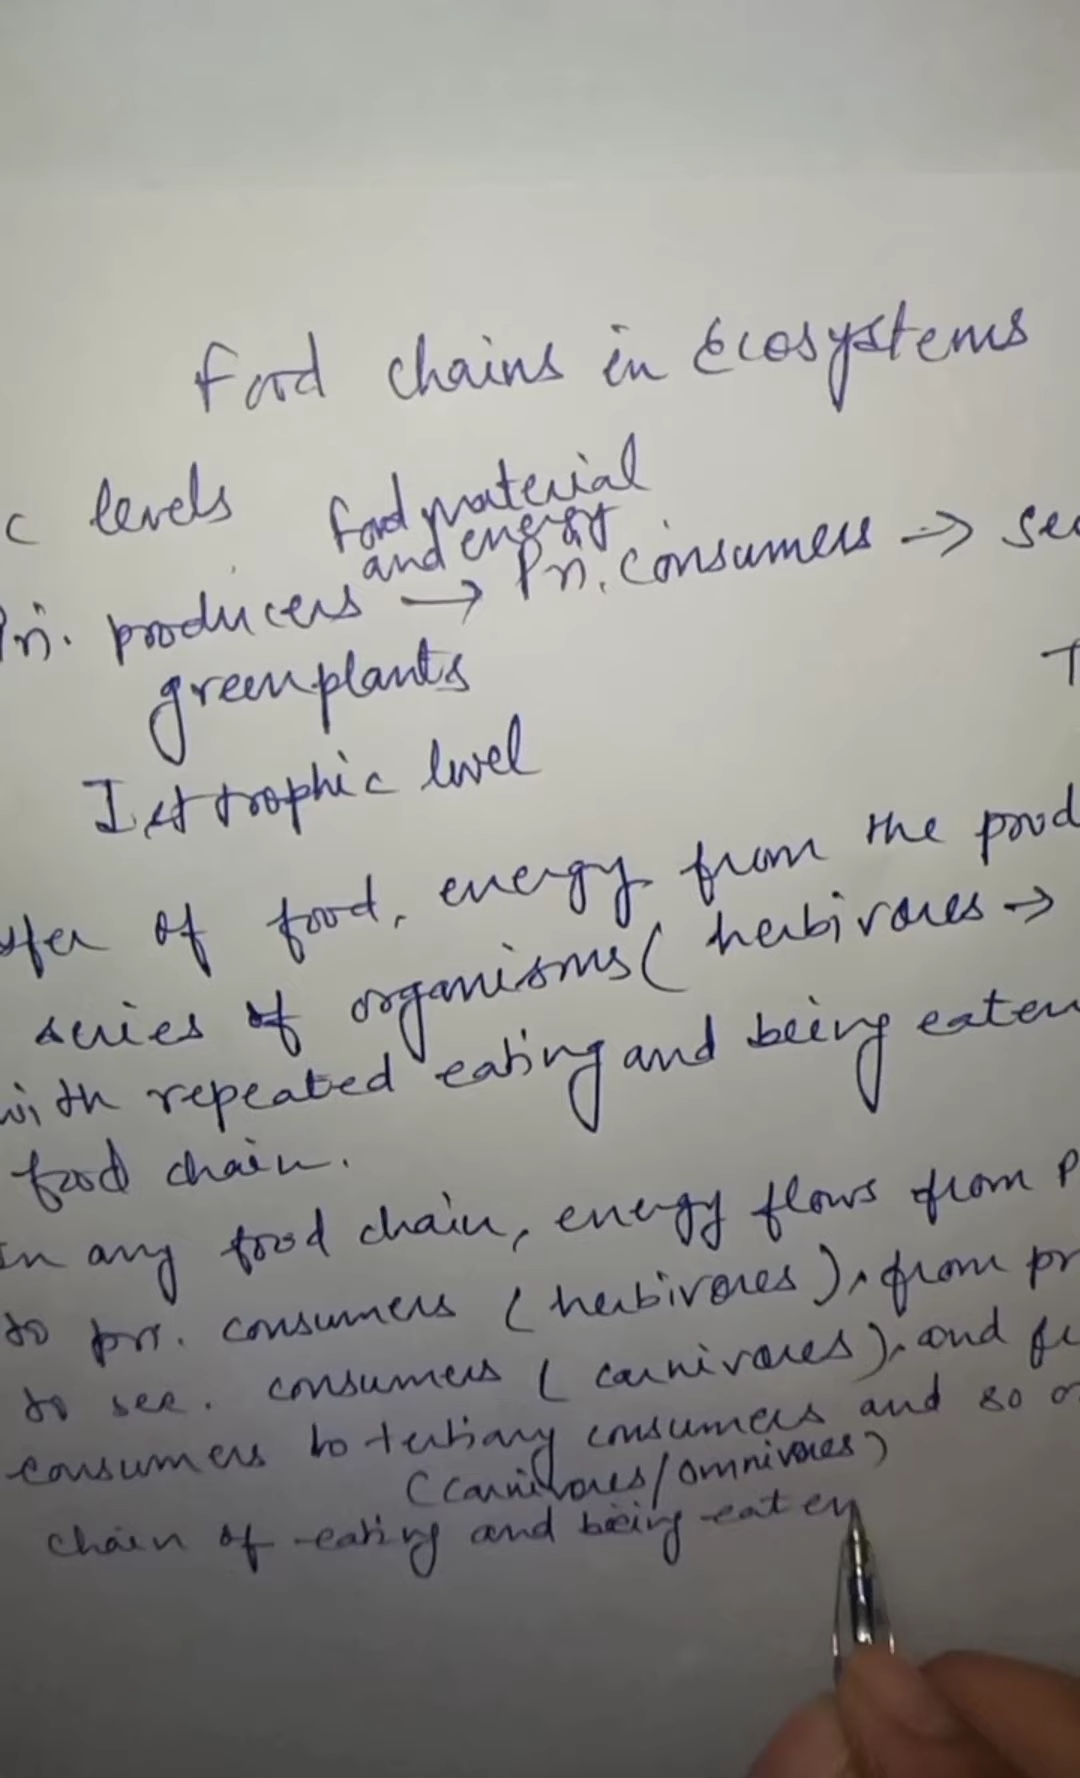 Food chains in Ecosystems
c levels food material
and energy
Pri. producers → Pri. consumers → sec
green plants
T
Ist trophic level
sfer of food, energy from the prod
series of organisms ( herbivores →
with repeated eating and being eaten
food chain.
In any food chain, energy flows from P
to pri. consumers ( herbivores ), from pr
to sec. consumers ( carnivores ), and fr
consumers to tertiary consumers and so o
(carnivores/omnivores)
chain of eating and being eaten